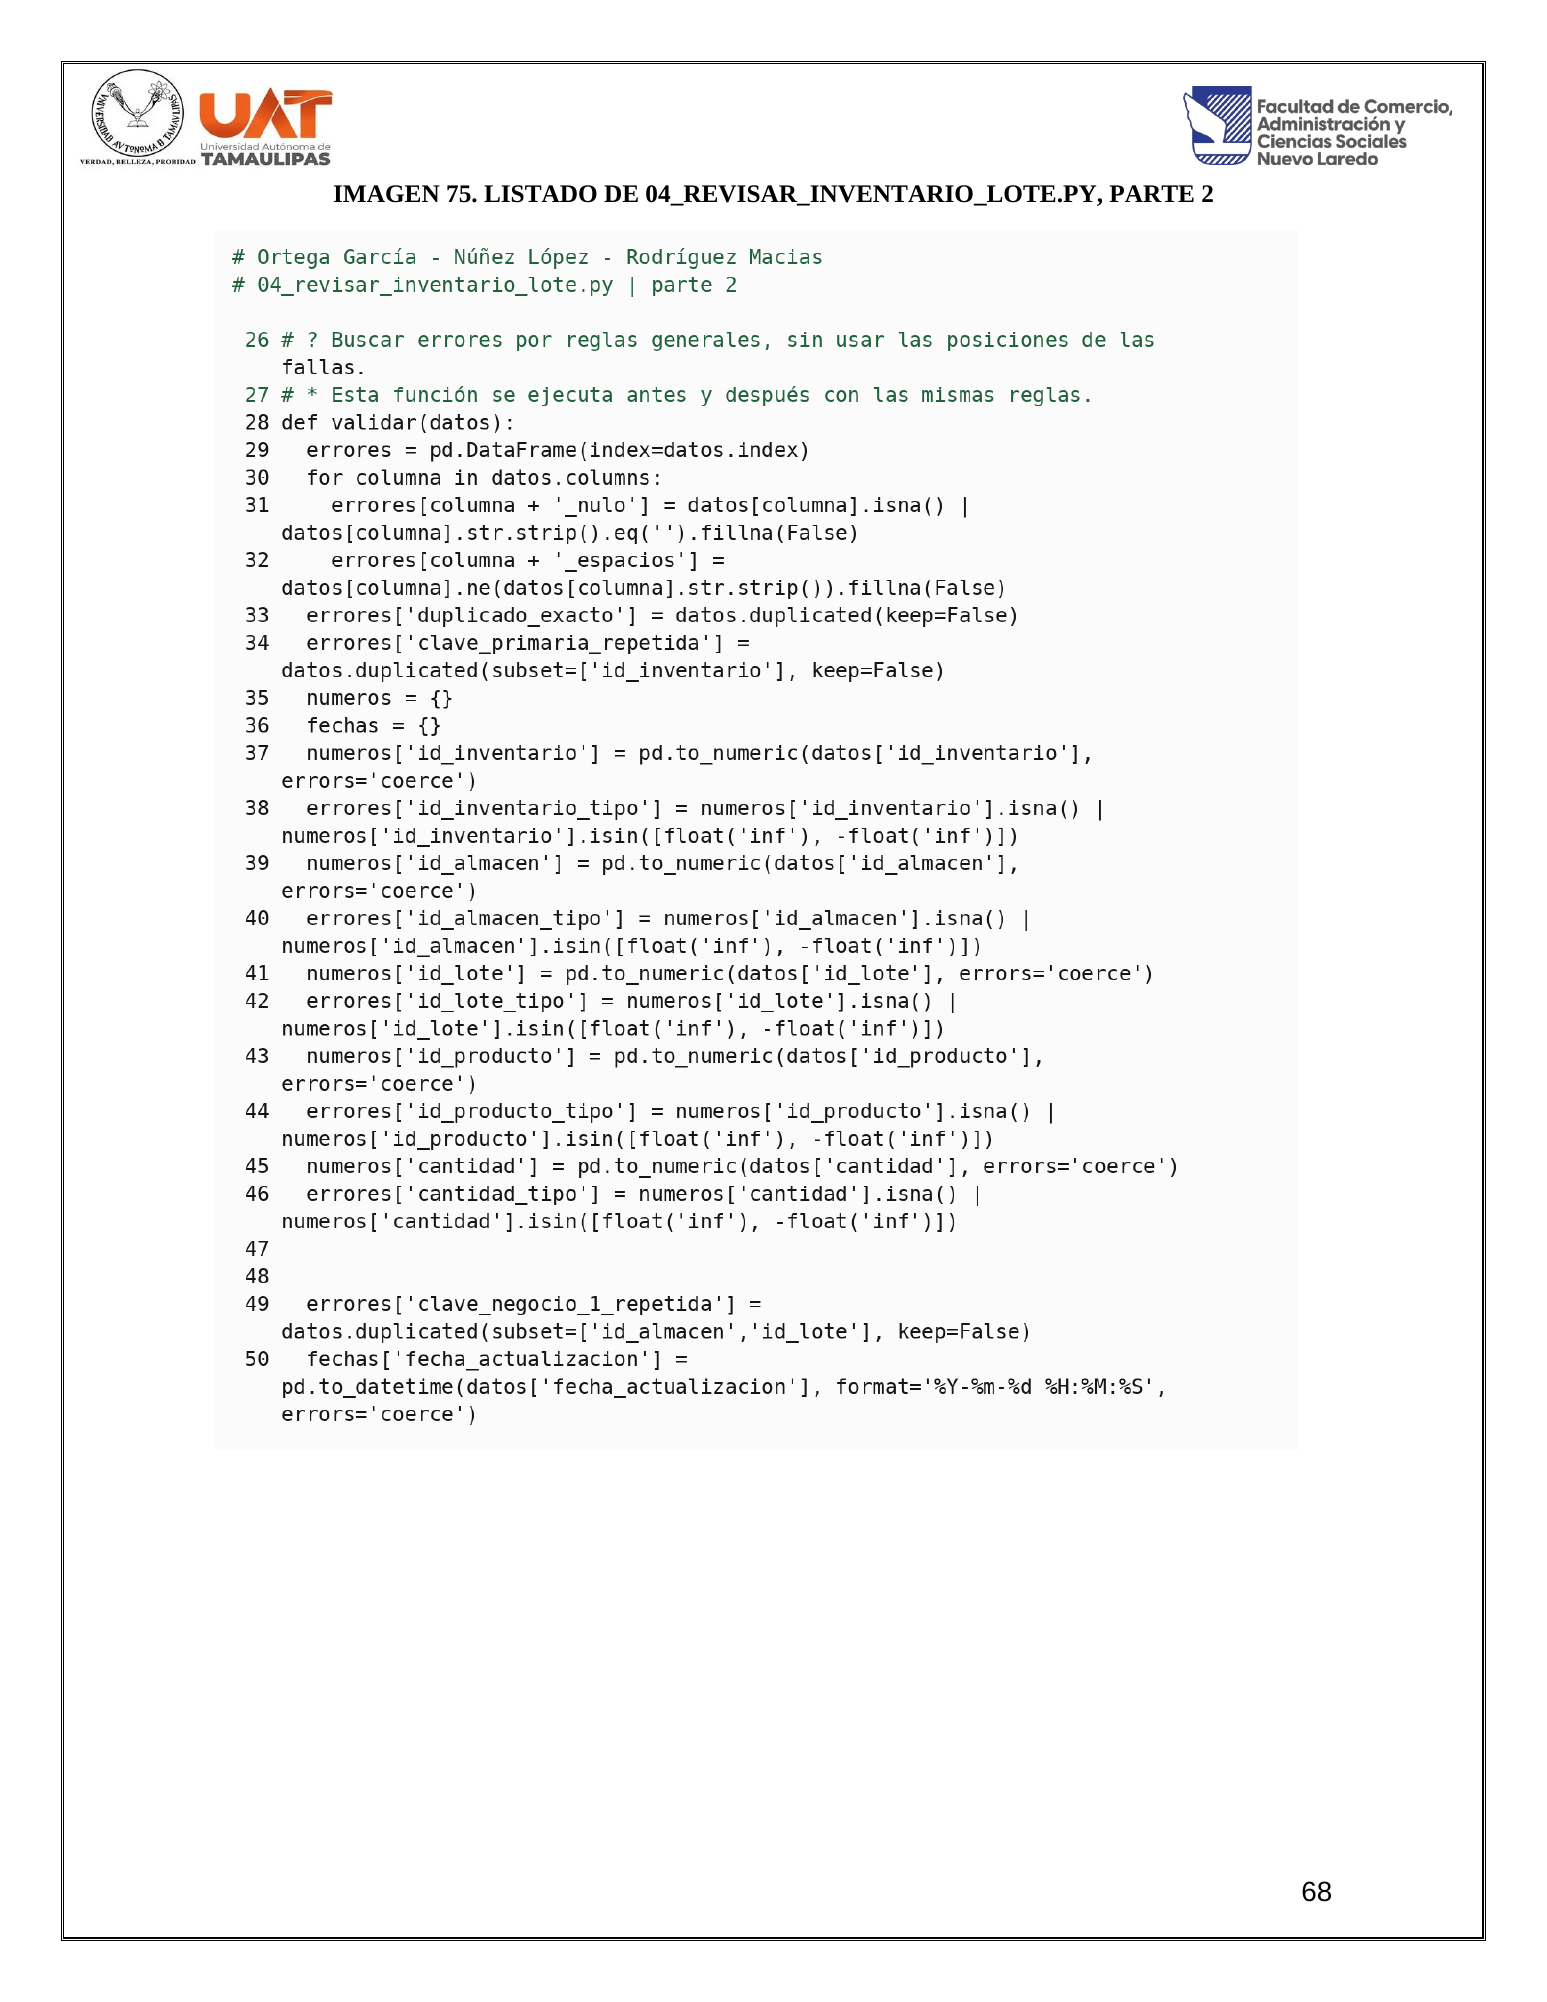 UNIVERSIDAD AVTONOMA D TAMAVLIPAS
VERDAD, BELLEZA, PROBIDAD
UAT
Universidad Autónoma de
TAMAULIPAS
Facultad de Comercio,
Administración y
Ciencias Sociales
Nuevo Laredo
IMAGEN 75. LISTADO DE 04_REVISAR_INVENTARIO_LOTE.PY, PARTE 2
# Ortega García - Núñez López - Rodríguez Macias
# 04_revisar_inventario_lote.py | parte 2
26 # ? Buscar errores por reglas generales, sin usar las posiciones de las
fallas.
27 # * Esta función se ejecuta antes y después con las mismas reglas.
28 def validar(datos):
29   errores = pd.DataFrame(index=datos.index)
30   for columna in datos.columns:
31     errores[columna + '_nulo'] = datos[columna].isna() |
datos[columna].str.strip().eq('').fillna(False)
32     errores[columna + '_espacios'] =
datos[columna].ne(datos[columna].str.strip()).fillna(False)
33   errores['duplicado_exacto'] = datos.duplicated(keep=False)
34   errores['clave_primaria_repetida'] =
datos.duplicated(subset=['id_inventario'], keep=False)
35   numeros = {}
36   fechas = {}
37   numeros['id_inventario'] = pd.to_numeric(datos['id_inventario'],
errors='coerce')
38   errores['id_inventario_tipo'] = numeros['id_inventario'].isna() |
numeros['id_inventario'].isin([float('inf'), -float('inf')])
39   numeros['id_almacen'] = pd.to_numeric(datos['id_almacen'],
errors='coerce')
40   errores['id_almacen_tipo'] = numeros['id_almacen'].isna() |
numeros['id_almacen'].isin([float('inf'), -float('inf')])
41   numeros['id_lote'] = pd.to_numeric(datos['id_lote'], errors='coerce')
42   errores['id_lote_tipo'] = numeros['id_lote'].isna() |
numeros['id_lote'].isin([float('inf'), -float('inf')])
43   numeros['id_producto'] = pd.to_numeric(datos['id_producto'],
errors='coerce')
44   errores['id_producto_tipo'] = numeros['id_producto'].isna() |
numeros['id_producto'].isin([float('inf'), -float('inf')])
45   numeros['cantidad'] = pd.to_numeric(datos['cantidad'], errors='coerce')
46   errores['cantidad_tipo'] = numeros['cantidad'].isna() |
numeros['cantidad'].isin([float('inf'), -float('inf')])
47
48
49   errores['clave_negocio_1_repetida'] =
datos.duplicated(subset=['id_almacen','id_lote'], keep=False)
50   fechas['fecha_actualizacion'] =
pd.to_datetime(datos['fecha_actualizacion'], format='%Y-%m-%d %H:%M:%S',
errors='coerce')
68